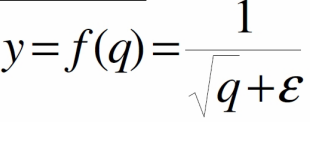 y = f(q) = 1 / (√q + ε)